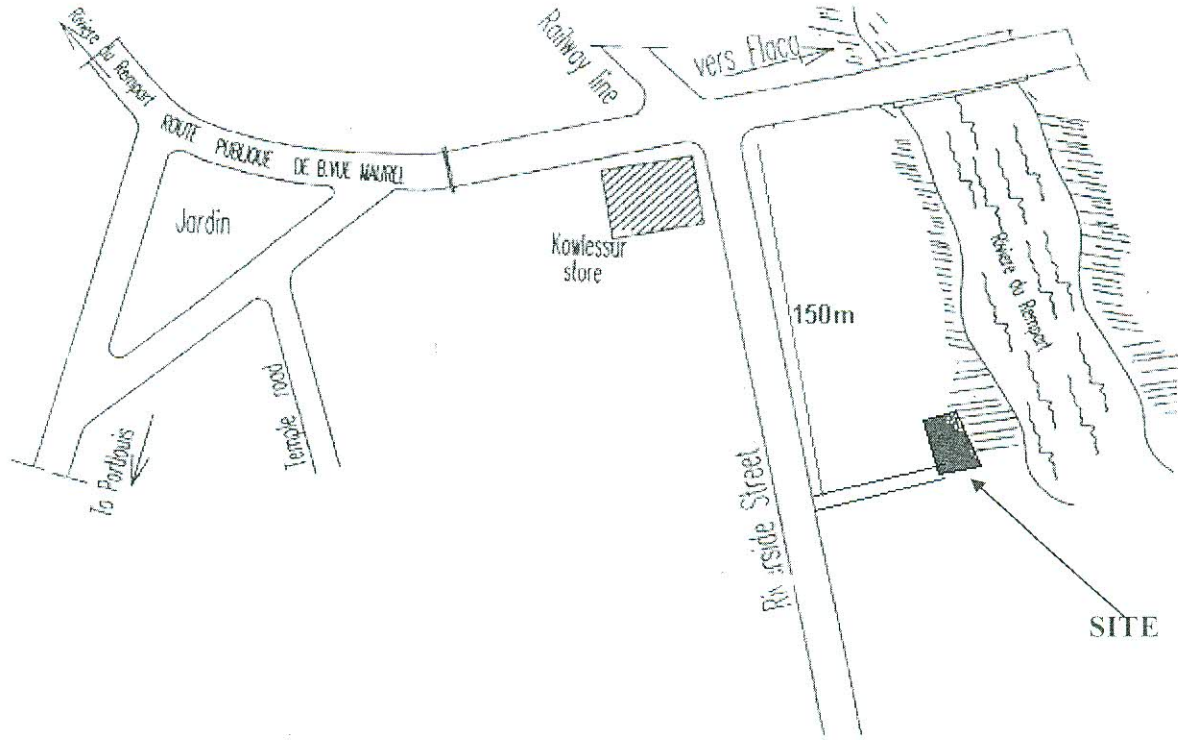 Rivière du Rempart
ROUTE PUBLIQUE DE B.VUE MAUREL
Railway line
vers Flacq
Jardin
Kowlessur
store
150m
Rivière du Rempart
Temple road
To Portlouis
Riverside Street
SITE